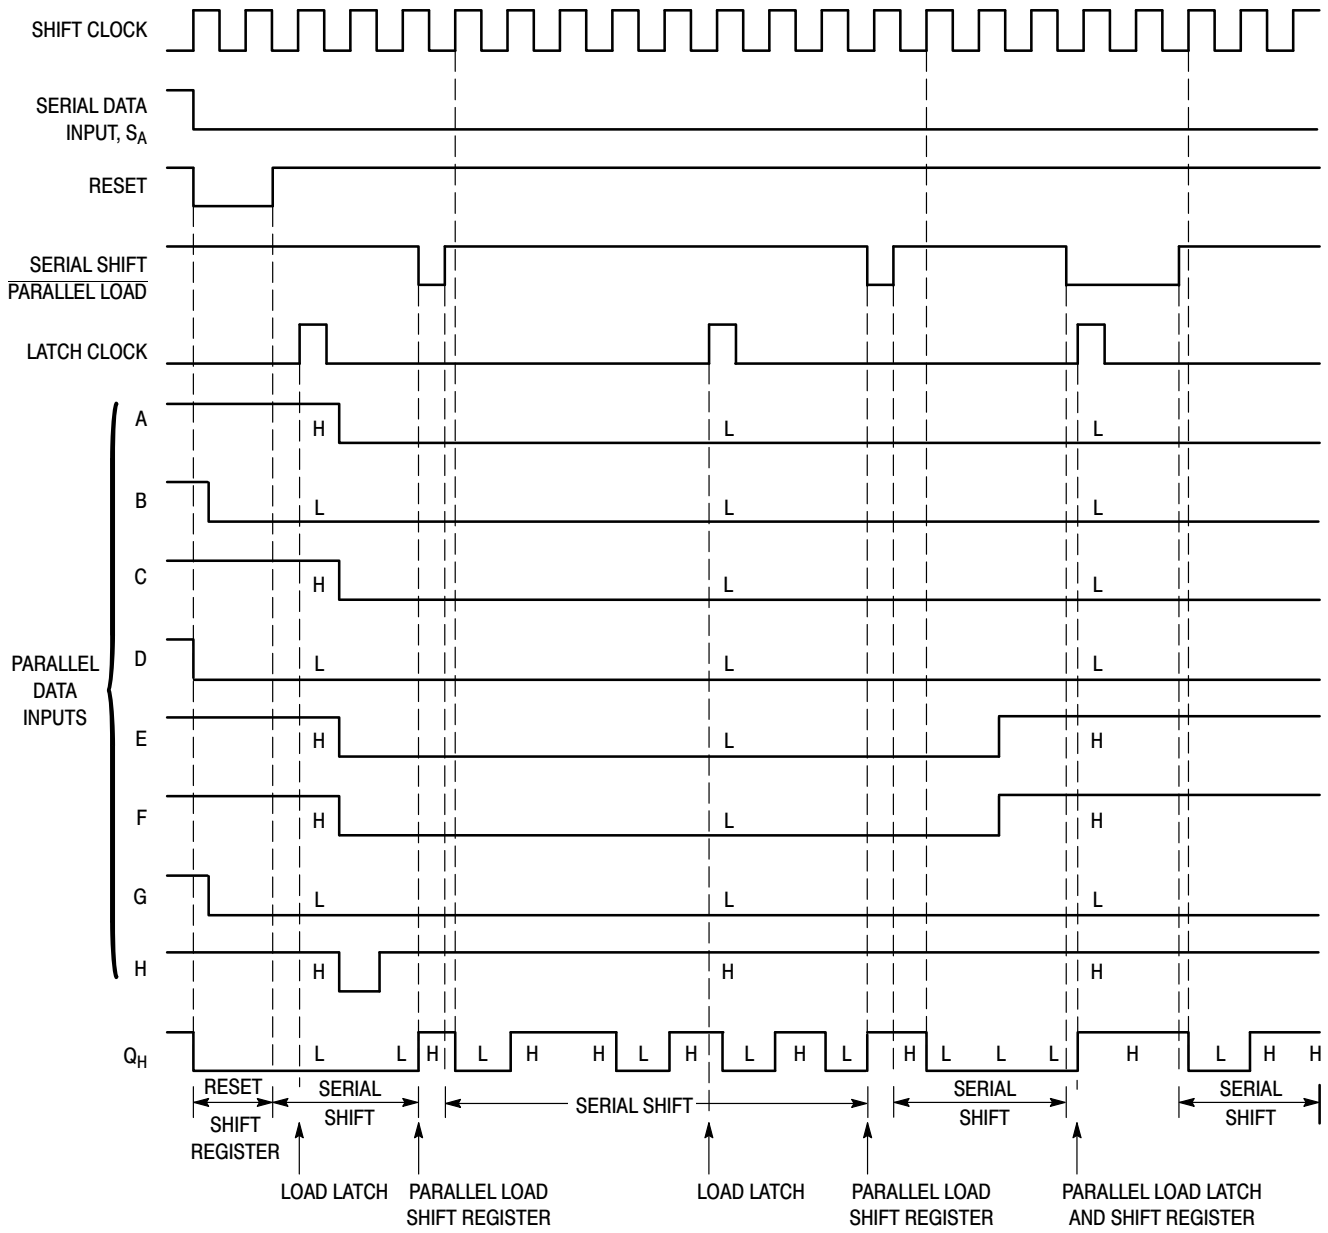 SHIFT CLOCK
SERIAL DATA
INPUT, SA
RESET
SERIAL SHIFT
PARALLEL LOAD
LATCH CLOCK
A
H L L
B
L L L
C
H L L
PARALLEL
DATA
INPUTS
D
L L L
E
H L H
F
H L H
G
L L L
H
H H H
QH
L L H L H H L H L H L H L L L H L H H
RESET
SHIFT
REGISTER
SERIAL
SHIFT
SERIAL SHIFT
SERIAL
SHIFT
SERIAL
SHIFT
LOAD LATCH
PARALLEL LOAD
SHIFT REGISTER
LOAD LATCH
PARALLEL LOAD
SHIFT REGISTER
PARALLEL LOAD LATCH
AND SHIFT REGISTER